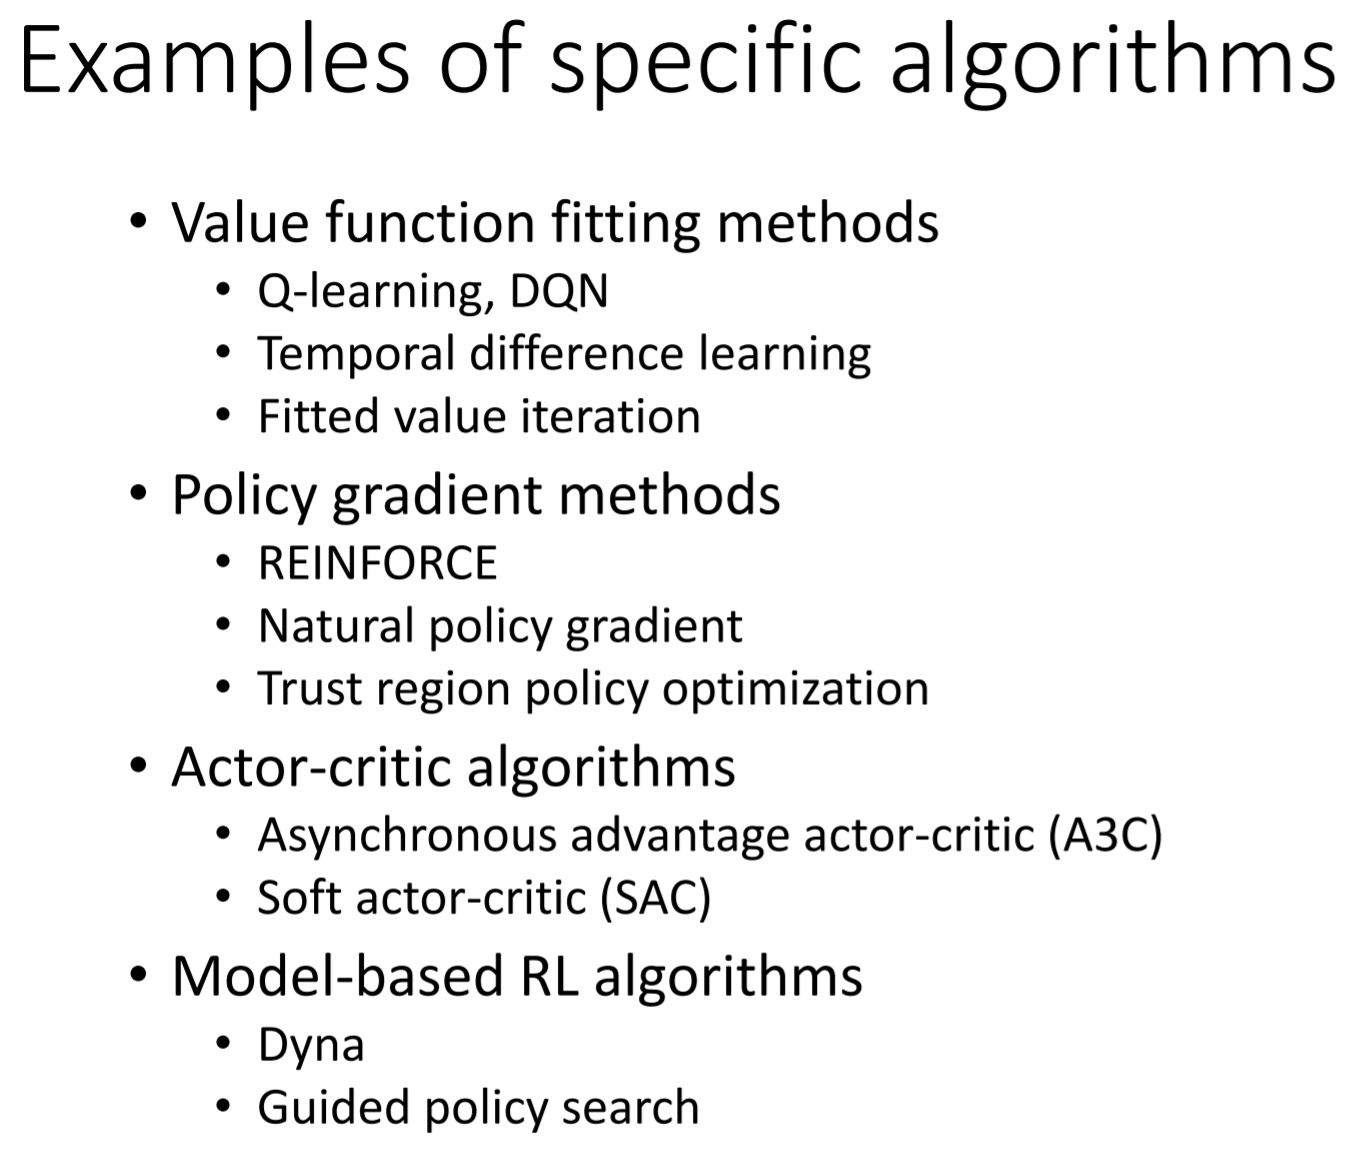 Examples of specific algorithms
• Value function fitting methods
• Q-learning, DQN
• Temporal difference learning
• Fitted value iteration
• Policy gradient methods
• REINFORCE
• Natural policy gradient
• Trust region policy optimization
• Actor-critic algorithms
• Asynchronous advantage actor-critic (A3C)
• Soft actor-critic (SAC)
• Model-based RL algorithms
• Dyna
• Guided policy search